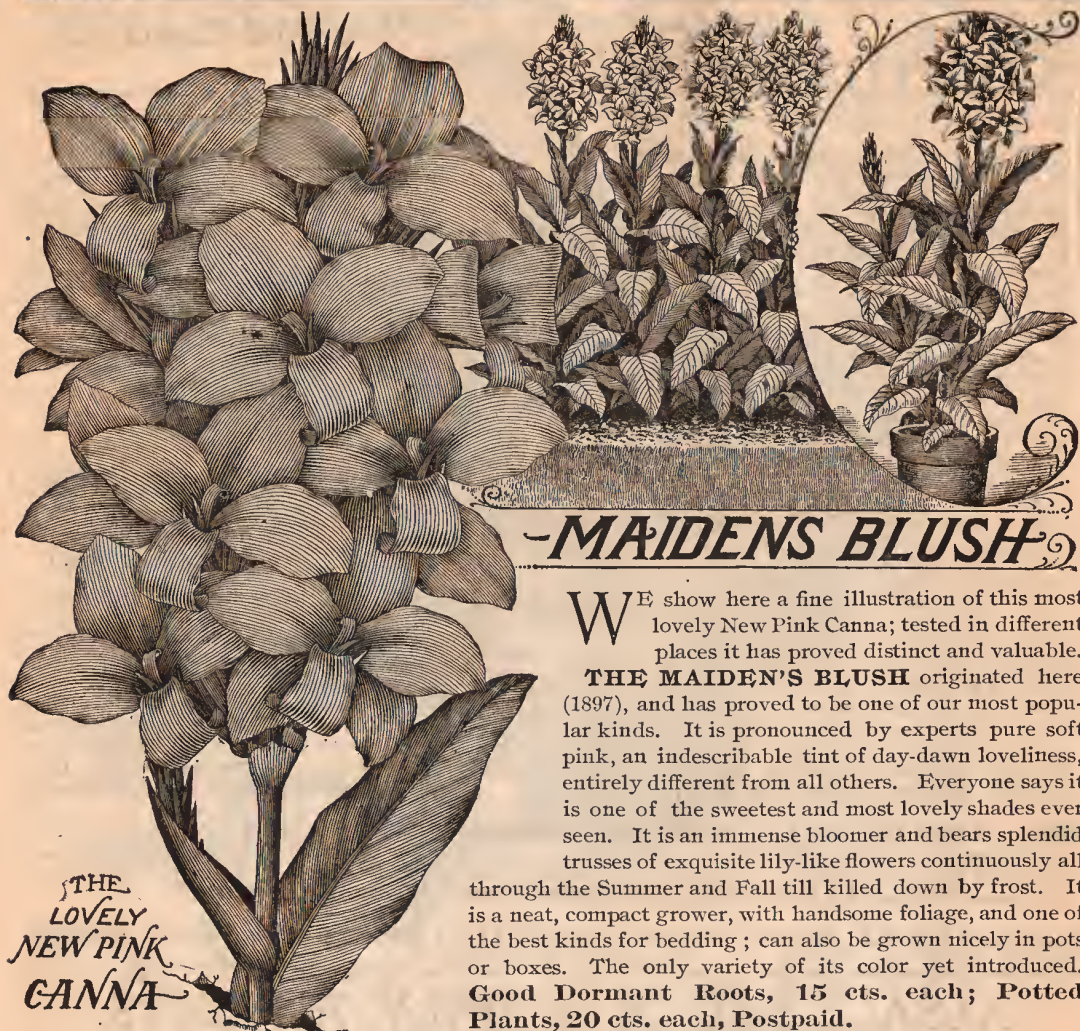 -MAIDENS BLUSH
WE show here a fine illustration of this most
lovely New Pink Canna; tested in different
places it has proved distinct and valuable.
THE MAIDEN'S BLUSH originated here
(1897), and has proved to be one of our most popu-
lar kinds. It is pronounced by experts pure soft
pink, an indescribable tint of day-dawn loveliness,
entirely different from all others. Everyone says it
is one of the sweetest and most lovely shades ever
seen. It is an immense bloomer and bears splendid
trusses of exquisite lily-like flowers continuously all
through the Summer and Fall till killed down by frost. It
is a neat, compact grower, with handsome foliage, and one of
the best kinds for bedding; can also be grown nicely in pots
or boxes. The only variety of its color yet introduced.
Good Dormant Roots, 15 cts. each; Potted
Plants, 20 cts. each, Postpaid.
THE
LOVELY
NEW PINK
CANNA